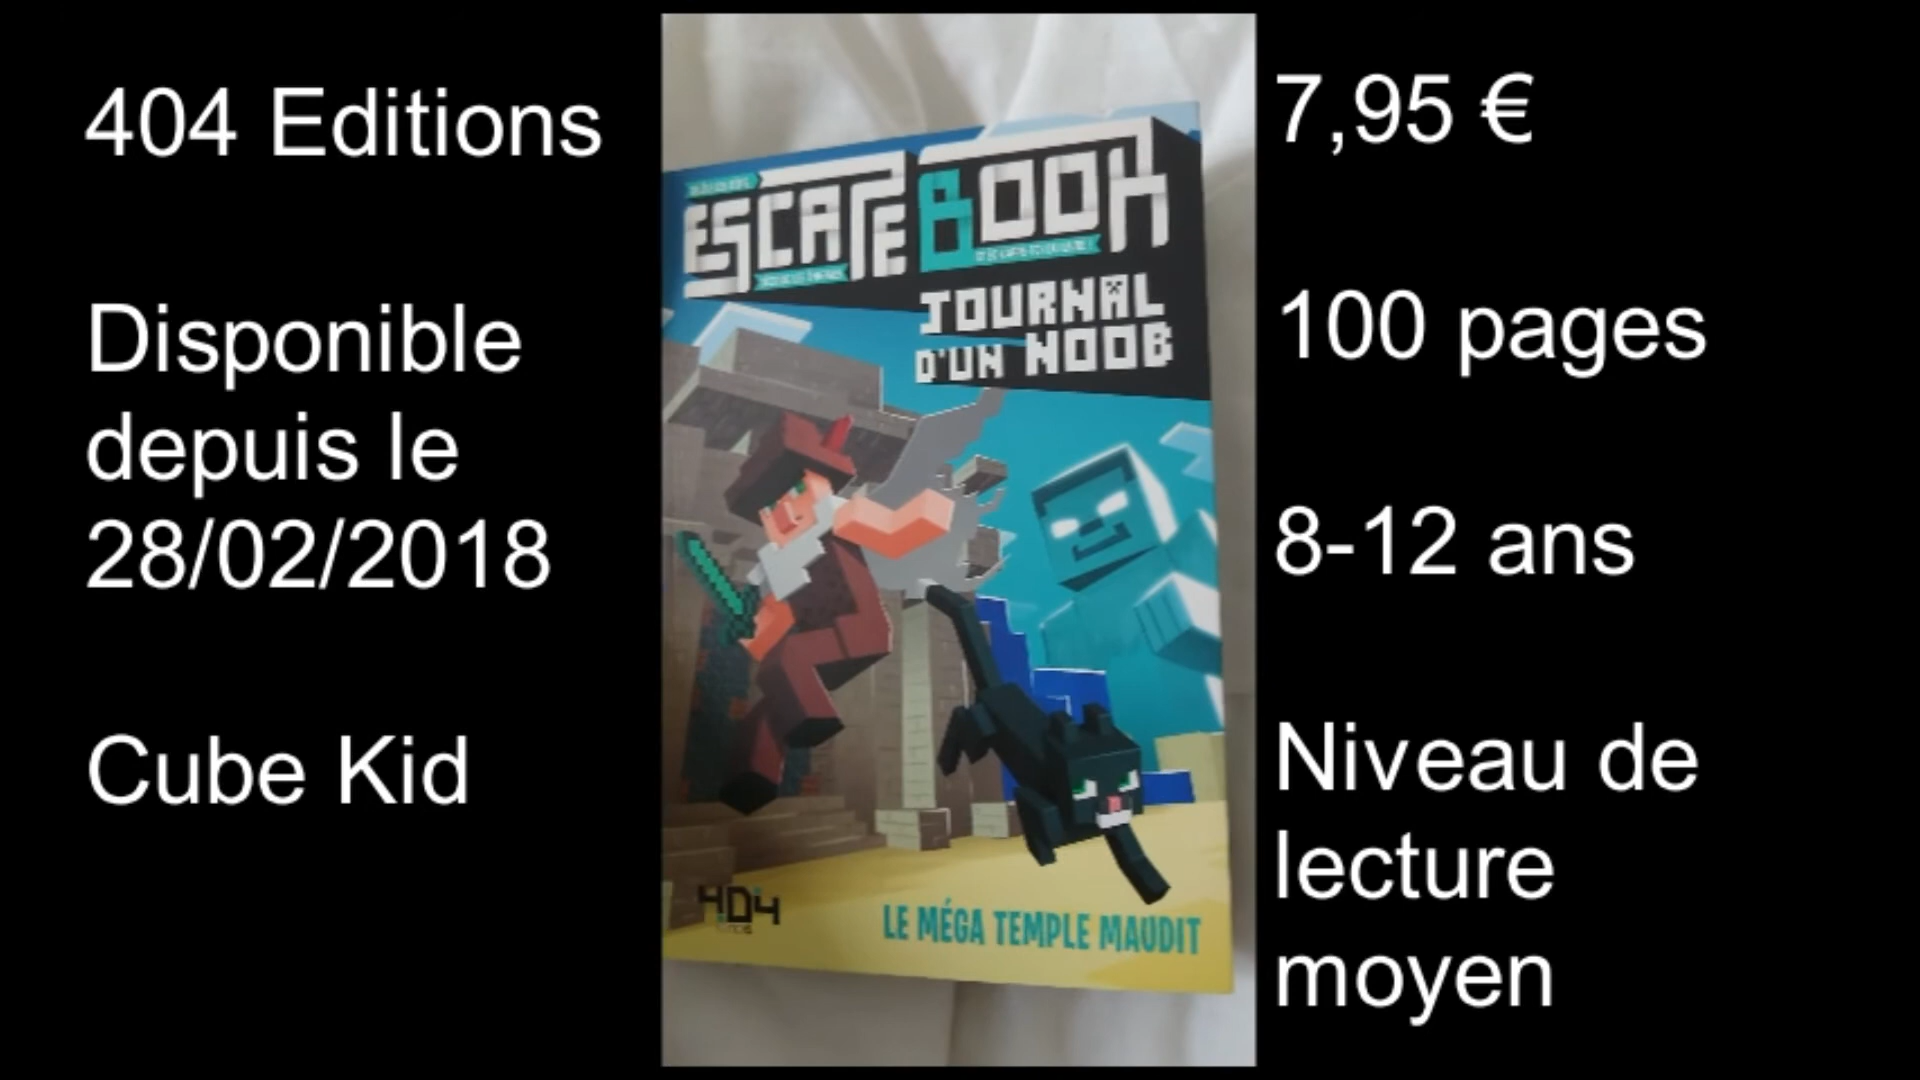 404 Editions
Disponible
depuis le
28/02/2018
Cube Kid
ESCAPE BOOK
JOURNAL
D'UN NOOB
404
LE MÉGA TEMPLE MAUDIT
7,95 €
100 pages
8-12 ans
Niveau de
lecture
moyen